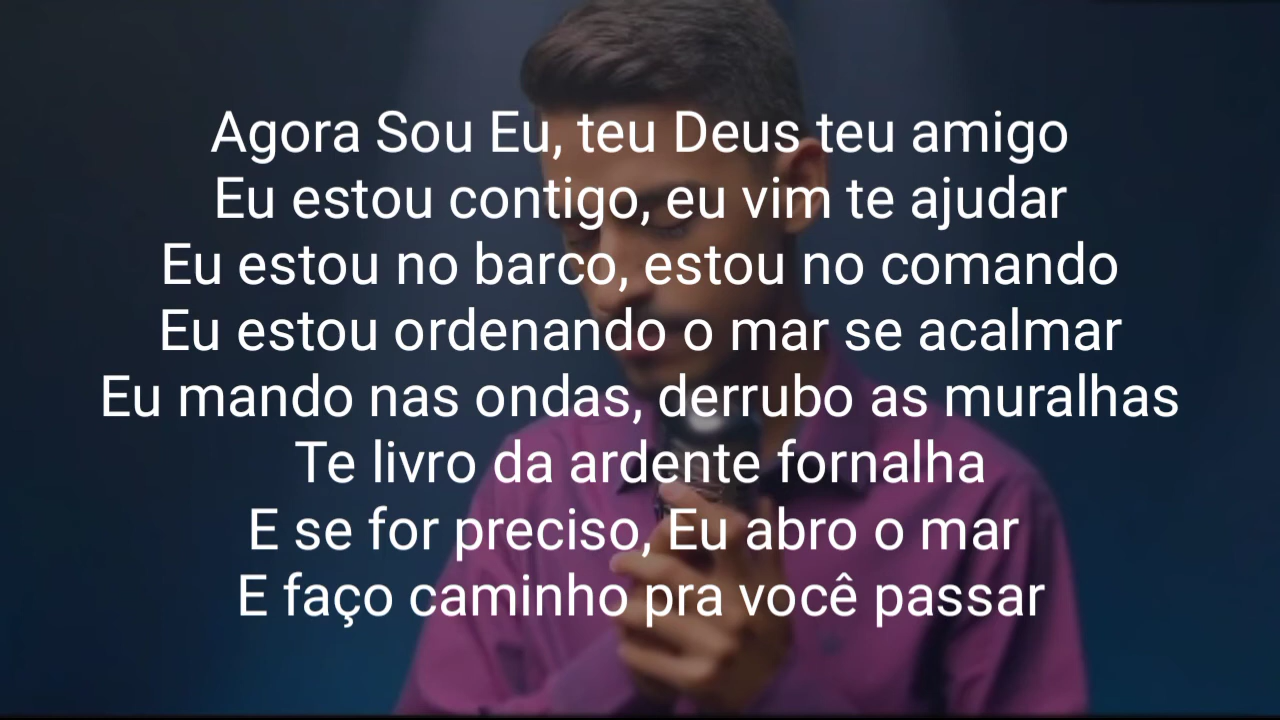 Agora Sou Eu, teu Deus teu amigo
Eu estou contigo, eu vim te ajudar
Eu estou no barco, estou no comando
Eu estou ordenando o mar se acalmar
Eu mando nas ondas, derrubo as muralhas
Te livro da ardente fornalha
E se for preciso, Eu abro o mar
E faço caminho pra você passar